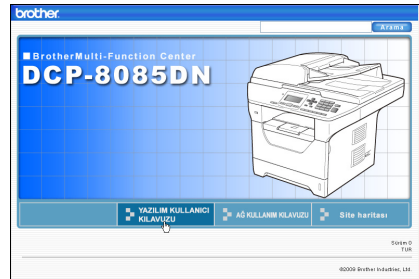 brother.
Arama
BrotherMulti-Function Center
DCP-8085DN
YAZILIM KULLANICI
KILAVUZU
AĞ KULLANIM KILAVUZU
Site haritası
Sürüm 0
TUR
©2009 Brother Industries, Ltd.